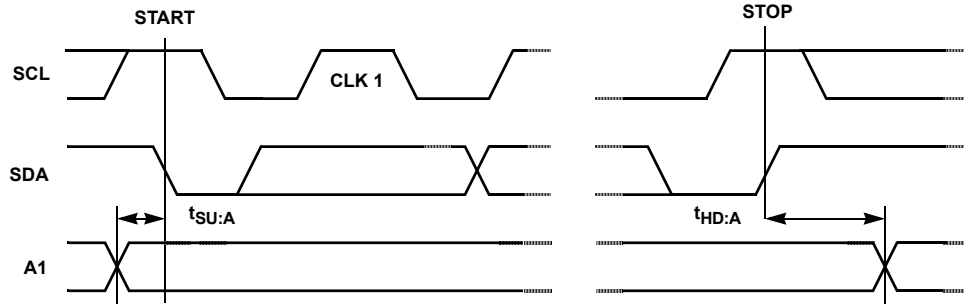 START
STOP
SCL
CLK 1
SDA
tSU:A
tHD:A
A1